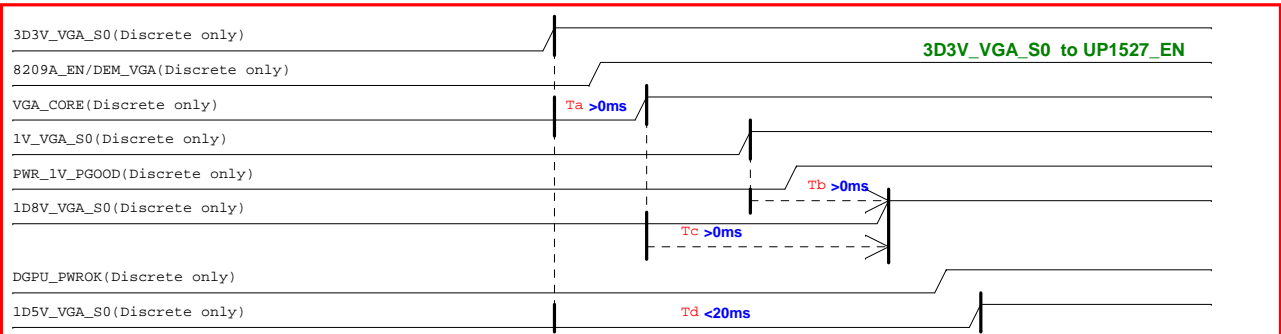 3D3V_VGA_S0(Discrete only)
3D3V_VGA_S0 to UP1527_EN
8209A_EN/DEM_VGA(Discrete only)
VGA_CORE(Discrete only)
Ta >0ms
1V_VGA_S0(Discrete only)
PWR_1V_PGOOD(Discrete only)
Tb >0ms
1D8V_VGA_S0(Discrete only)
Tc >0ms
DGPU_PWROK(Discrete only)
1D5V_VGA_S0(Discrete only)
Td <20ms